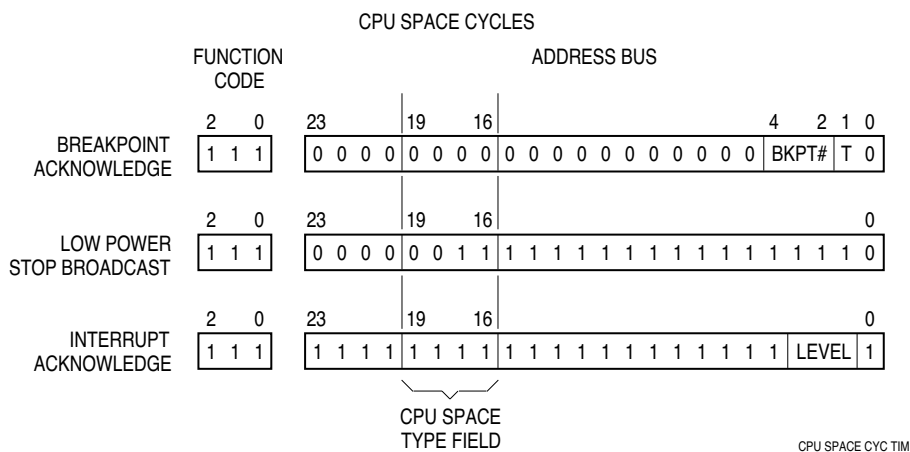 CPU SPACE CYCLES
FUNCTION CODE ADDRESS BUS
2 0 23 19 16 4 2 1 0
BREAKPOINT ACKNOWLEDGE 1 1 1 0 0 0 0 0 0 0 0 0 0 0 0 0 0 0 0 0 0 0 BKPT# T 0
2 0 23 19 16 0
LOW POWER STOP BROADCAST 1 1 1 0 0 0 0 0 0 1 1 1 1 1 1 1 1 1 1 1 1 1 1 1 1 1 0
2 0 23 19 16 0
INTERRUPT ACKNOWLEDGE 1 1 1 1 1 1 1 1 1 1 1 1 1 1 1 1 1 1 1 1 1 1 1 LEVEL 1
CPU SPACE
TYPE FIELD
CPU SPACE CYC TIM